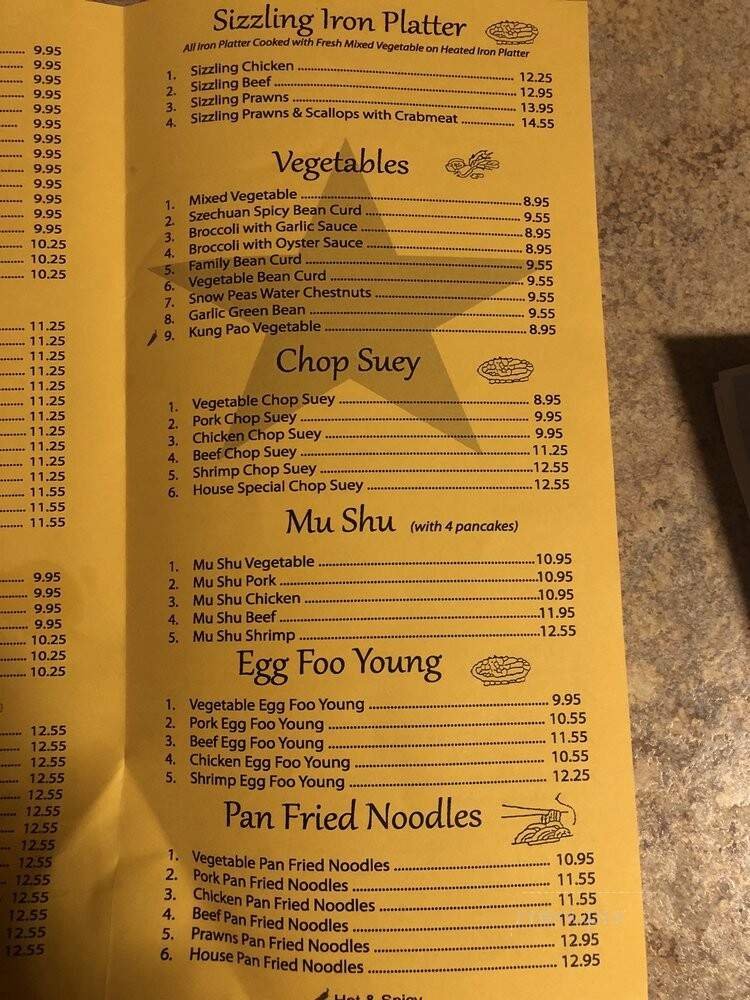 9.95
9.95
9.95
9.95
9.95
9.95
9.95
9.95
9.95
9.95
9.95
9.95
9.95
10.25
10.25
10.25
11.25
11.25
11.25
11.25
11.25
11.25
11.25
11.25
11.25
11.25
11.25
11.55
11.55
11.55
9.95
9.95
9.95
9.95
10.25
10.25
10.25
12.55
12.55
12.55
12.55
12.55
12.55
12.55
12.55
12.55
12.55
12.55
12.55
12.55
12.55
Sizzling Iron Platter
All Iron Platter Cooked with Fresh Mixed Vegetable on Heated Iron Platter
1. Sizzling Chicken 12.25
2. Sizzling Beef 12.95
3. Sizzling Prawns 13.95
4. Sizzling Prawns & Scallops with Crabmeat 14.55
Vegetables
1. Mixed Vegetable 8.95
2. Szechuan Spicy Bean Curd 9.55
3. Broccoli with Garlic Sauce 8.95
4. Broccoli with Oyster Sauce 8.95
5. Family Bean Curd 9.55
6. Vegetable Bean Curd 9.55
7. Snow Peas Water Chestnuts 9.55
8. Garlic Green Bean 9.55
9. Kung Pao Vegetable 8.95
Chop Suey
1. Vegetable Chop Suey 8.95
2. Pork Chop Suey 9.95
3. Chicken Chop Suey 9.95
4. Beef Chop Suey 11.25
5. Shrimp Chop Suey 12.55
6. House Special Chop Suey 12.55
Mu Shu (with 4 pancakes)
1. Mu Shu Vegetable 10.95
2. Mu Shu Pork 10.95
3. Mu Shu Chicken 10.95
4. Mu Shu Beef 11.95
5. Mu Shu Shrimp 12.55
Egg Foo Young
1. Vegetable Egg Foo Young 9.95
2. Pork Egg Foo Young 10.55
3. Beef Egg Foo Young 11.55
4. Chicken Egg Foo Young 10.55
5. Shrimp Egg Foo Young 12.25
Pan Fried Noodles
1. Vegetable Pan Fried Noodles 10.95
2. Pork Pan Fried Noodles 11.55
3. Chicken Pan Fried Noodles 11.55
4. Beef Pan Fried Noodles 12.25
5. Prawns Pan Fried Noodles 12.95
6. House Pan Fried Noodles 12.95
Hot & Spicy